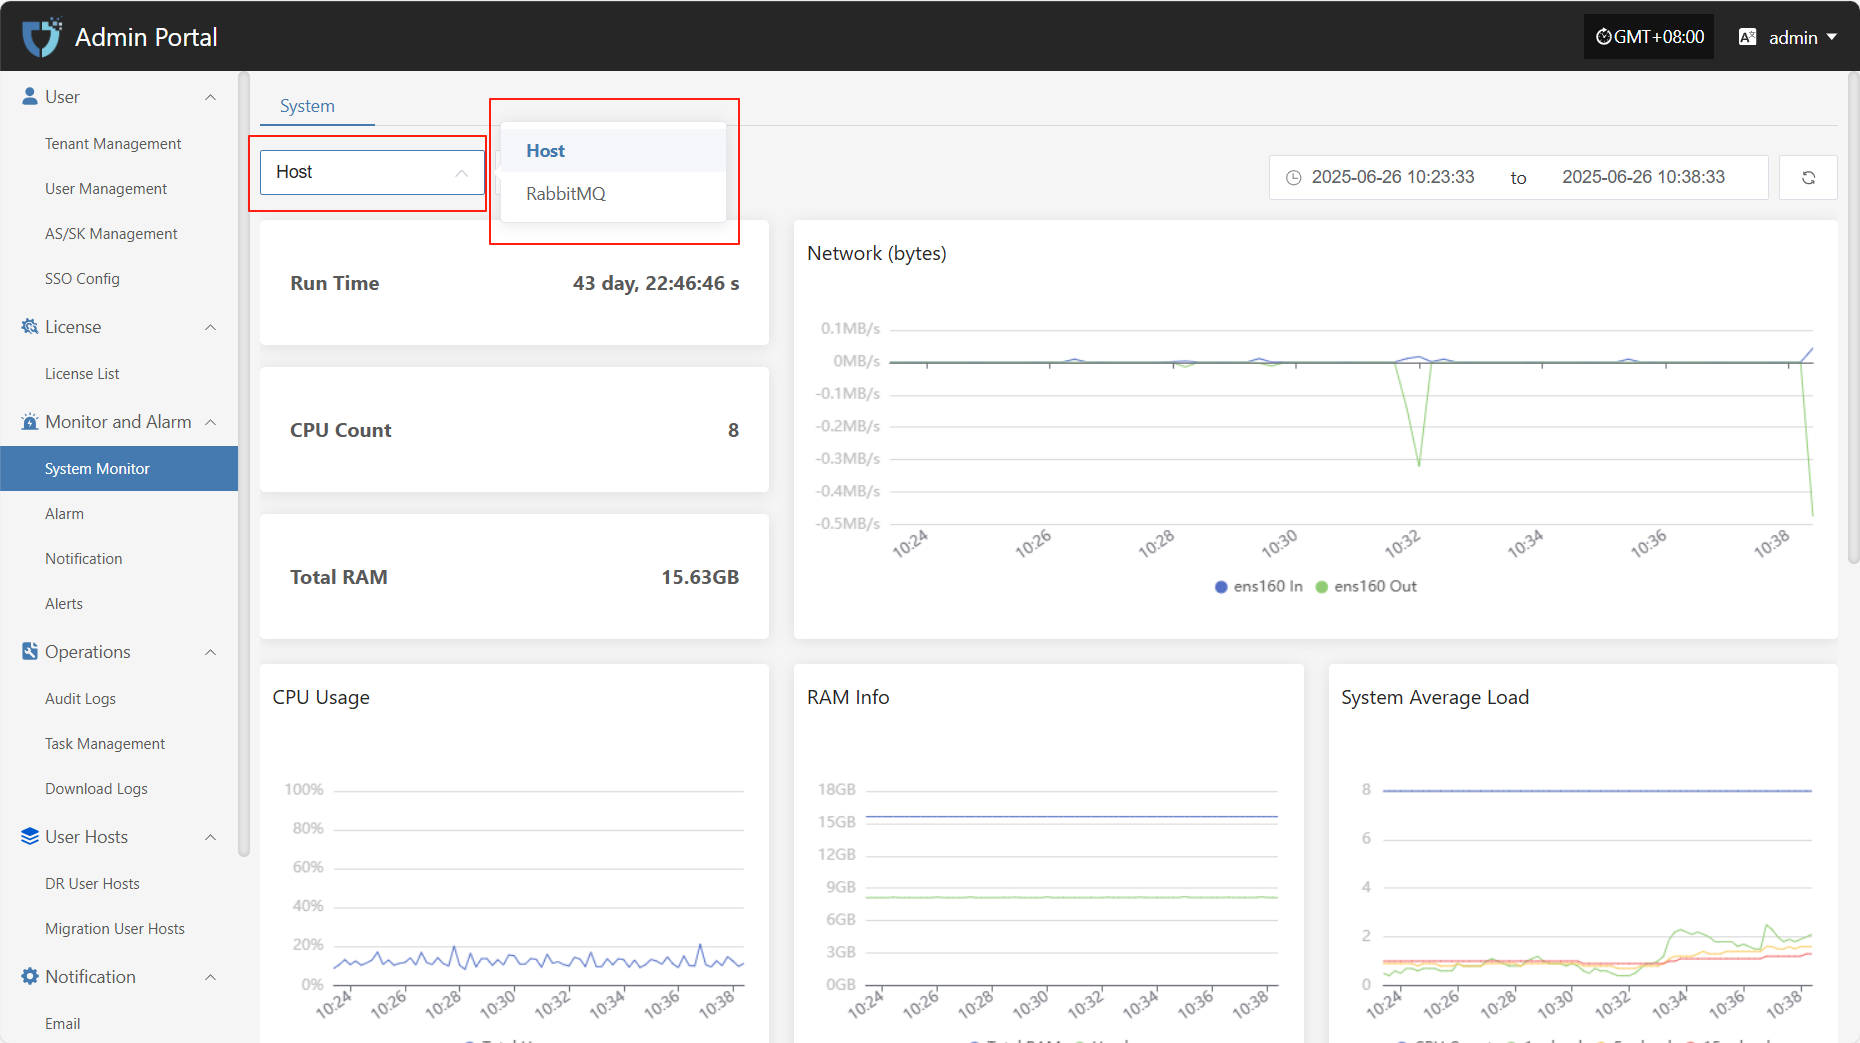 Admin Portal
GMT+08:00
admin
User
Tenant Management
User Management
AS/SK Management
SSO Config
License
License List
Monitor and Alarm
System Monitor
Alarm
Notification
Alerts
Operations
Audit Logs
Task Management
Download Logs
User Hosts
DR User Hosts
Migration User Hosts
Notification
Email
System
Host
Host
RabbitMQ
2025-06-26 10:23:33 to 2025-06-26 10:38:33
Run Time 43 day, 22:46:46 s
CPU Count 8
Total RAM 15.63GB
Network (bytes)
0.1MB/s
0MB/s
-0.1MB/s
-0.2MB/s
-0.3MB/s
-0.4MB/s
-0.5MB/s
10:24 10:26 10:28 10:30 10:32 10:34 10:36 10:38
ens160 In ens160 Out
CPU Usage
100%
80%
60%
40%
20%
0%
10:24 10:26 10:28 10:30 10:32 10:34 10:36 10:38
RAM Info
18GB
15GB
12GB
9GB
6GB
3GB
0GB
10:24 10:26 10:28 10:30 10:32 10:34 10:36 10:38
System Average Load
8
6
4
2
0
10:24 10:26 10:28 10:30 10:32 10:34 10:36 10:38